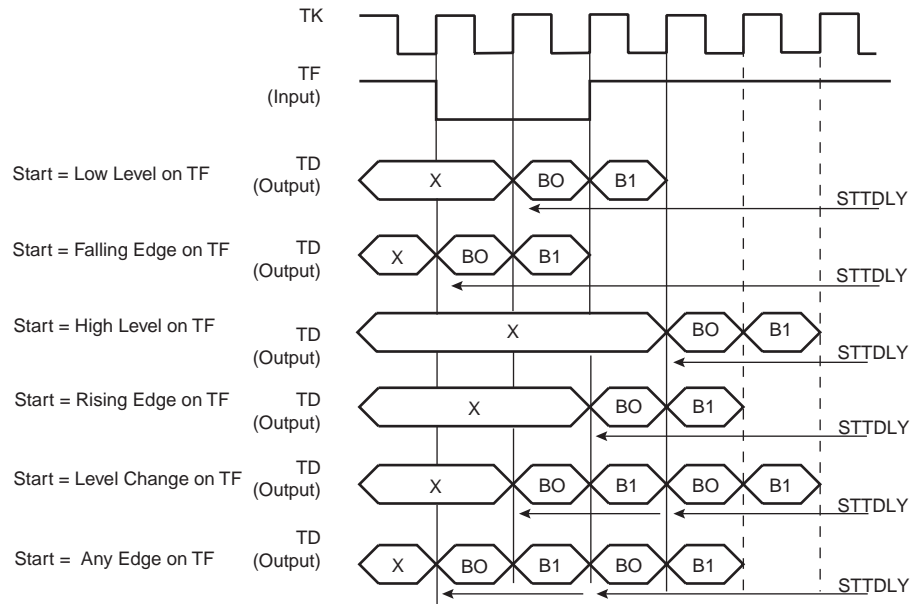 TK
TF
(Input)
Start = Low Level on TF
TD
(Output)
X
BO
B1
STTDLY
Start = Falling Edge on TF
TD
(Output)
X
BO
B1
STTDLY
Start = High Level on TF
TD
(Output)
X
BO
B1
STTDLY
Start = Rising Edge on TF
TD
(Output)
X
BO
B1
STTDLY
Start = Level Change on TF
TD
(Output)
X
BO
B1
BO
B1
STTDLY
Start = Any Edge on TF
TD
(Output)
X
BO
B1
BO
B1
STTDLY